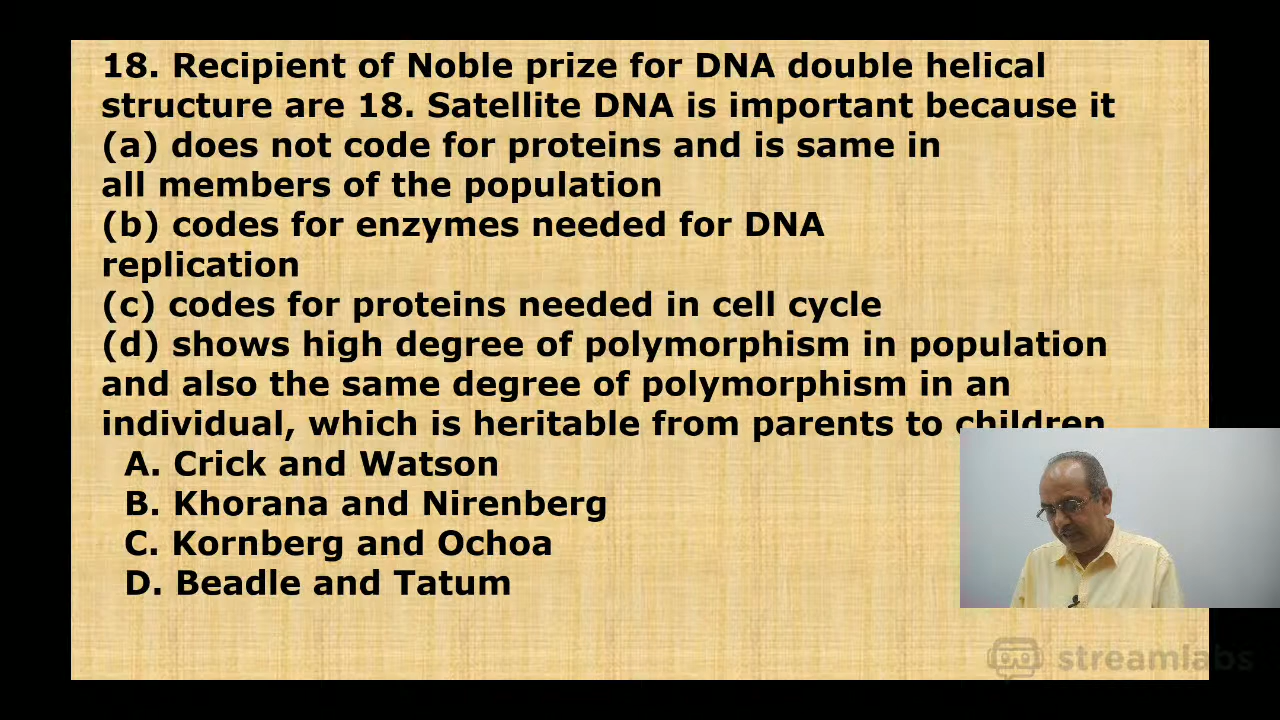 18. Recipient of Noble prize for DNA double helical
structure are 18. Satellite DNA is important because it
(a) does not code for proteins and is same in
all members of the population
(b) codes for enzymes needed for DNA
replication
(c) codes for proteins needed in cell cycle
(d) shows high degree of polymorphism in population
and also the same degree of polymorphism in an
individual, which is heritable from parents to children
A. Crick and Watson
B. Khorana and Nirenberg
C. Kornberg and Ochoa
D. Beadle and Tatum
streamlabs